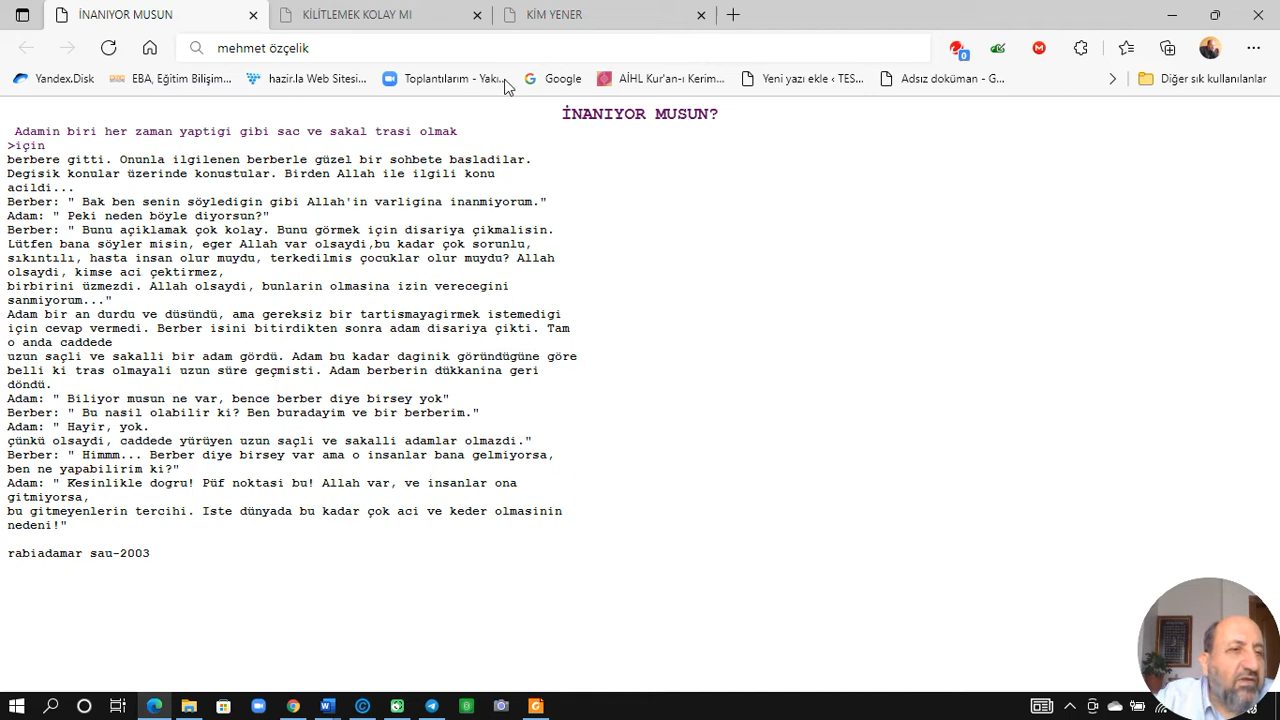 İNANIYOR MUSUN
KİLİTLEMEK KOLAY MI
KİM YENER
mehmet özçelik
0
Yandex.Disk
EBA, Eğitim Bilişim...
hazir.la Web Sitesi...
Toplantılarım - Yakı...
Google
AİHL Kur'an-ı Kerim...
Yeni yazı ekle ‹ TES...
Adsız doküman - G...
Diğer sık kullanılanlar
İNANIYOR MUSUN?
Adamin biri her zaman yaptigi gibi sac ve sakal trasi olmak
>için
berbere gitti. Onunla ilgilenen berberle güzel bir sohbete basladilar.
Degisik konular üzerinde konustular. Birden Allah ile ilgili konu
acildi...
Berber: " Bak ben senin söyledigin gibi Allah'in varligina inanmiyorum."
Adam: " Peki neden böyle diyorsun?"
Berber: " Bunu açiklamak çok kolay. Bunu görmek için disariya çikmalisin.
Lütfen bana söyler misin, eger Allah var olsaydi,bu kadar çok sorunlu,
sıkıntılı, hasta insan olur muydu, terkedilmis çocuklar olur muydu? Allah
olsaydi, kimse aci çektirmez,
birbirini üzmezdi. Allah olsaydi, bunlarin olmasina izin verecegini
sanmiyorum..."
Adam bir an durdu ve düsündü, ama gereksiz bir tartismayagirmek istemedigi
için cevap vermedi. Berber isini bitirdikten sonra adam disariya çikti. Tam
o anda caddede
uzun saçli ve sakalli bir adam gördü. Adam bu kadar daginik göründügüne göre
belli ki tras olmayali uzun süre geçmisti. Adam berberin dükkanina geri
döndü.
Adam: " Biliyor musun ne var, bence berber diye birsey yok"
Berber: " Bu nasil olabilir ki? Ben buradayim ve bir berberim."
Adam: " Hayir, yok.
çünkü olsaydi, caddede yürüyen uzun saçli ve sakalli adamlar olmazdi."
Berber: " Himmm... Berber diye birsey var ama o insanlar bana gelmiyorsa,
ben ne yapabilirim ki?"
Adam: " Kesinlikle dogru! Püf noktasi bu! Allah var, ve insanlar ona
gitmiyorsa,
bu gitmeyenlerin tercihi. Iste dünyada bu kadar çok aci ve keder olmasinin
nedeni!"
rabiadamar sau-2003